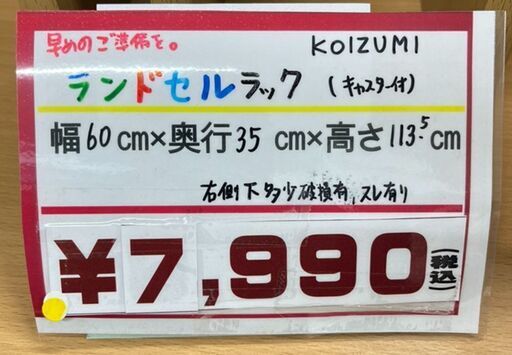 早めのご準備を。
KOIZUMI
ランドセルラック (キャスター付)
幅60cm×奥行35cm×高さ113.5cm
右側下多少破損有,スレ有り
¥7,990(税込)